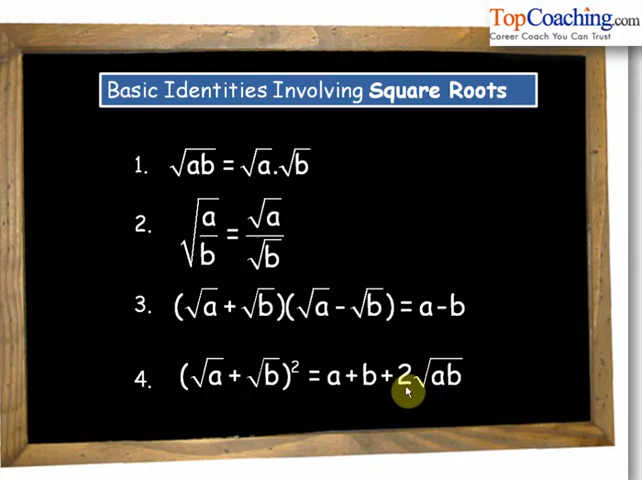 TopCoaching.com
Career Coach You Can Trust
Basic Identities Involving Square Roots
1. √ab = √a.√b
2. √(a/b) = √a/√b
3. (√a + √b)(√a - √b) = a - b
4. (√a + √b)² = a + b + 2√ab